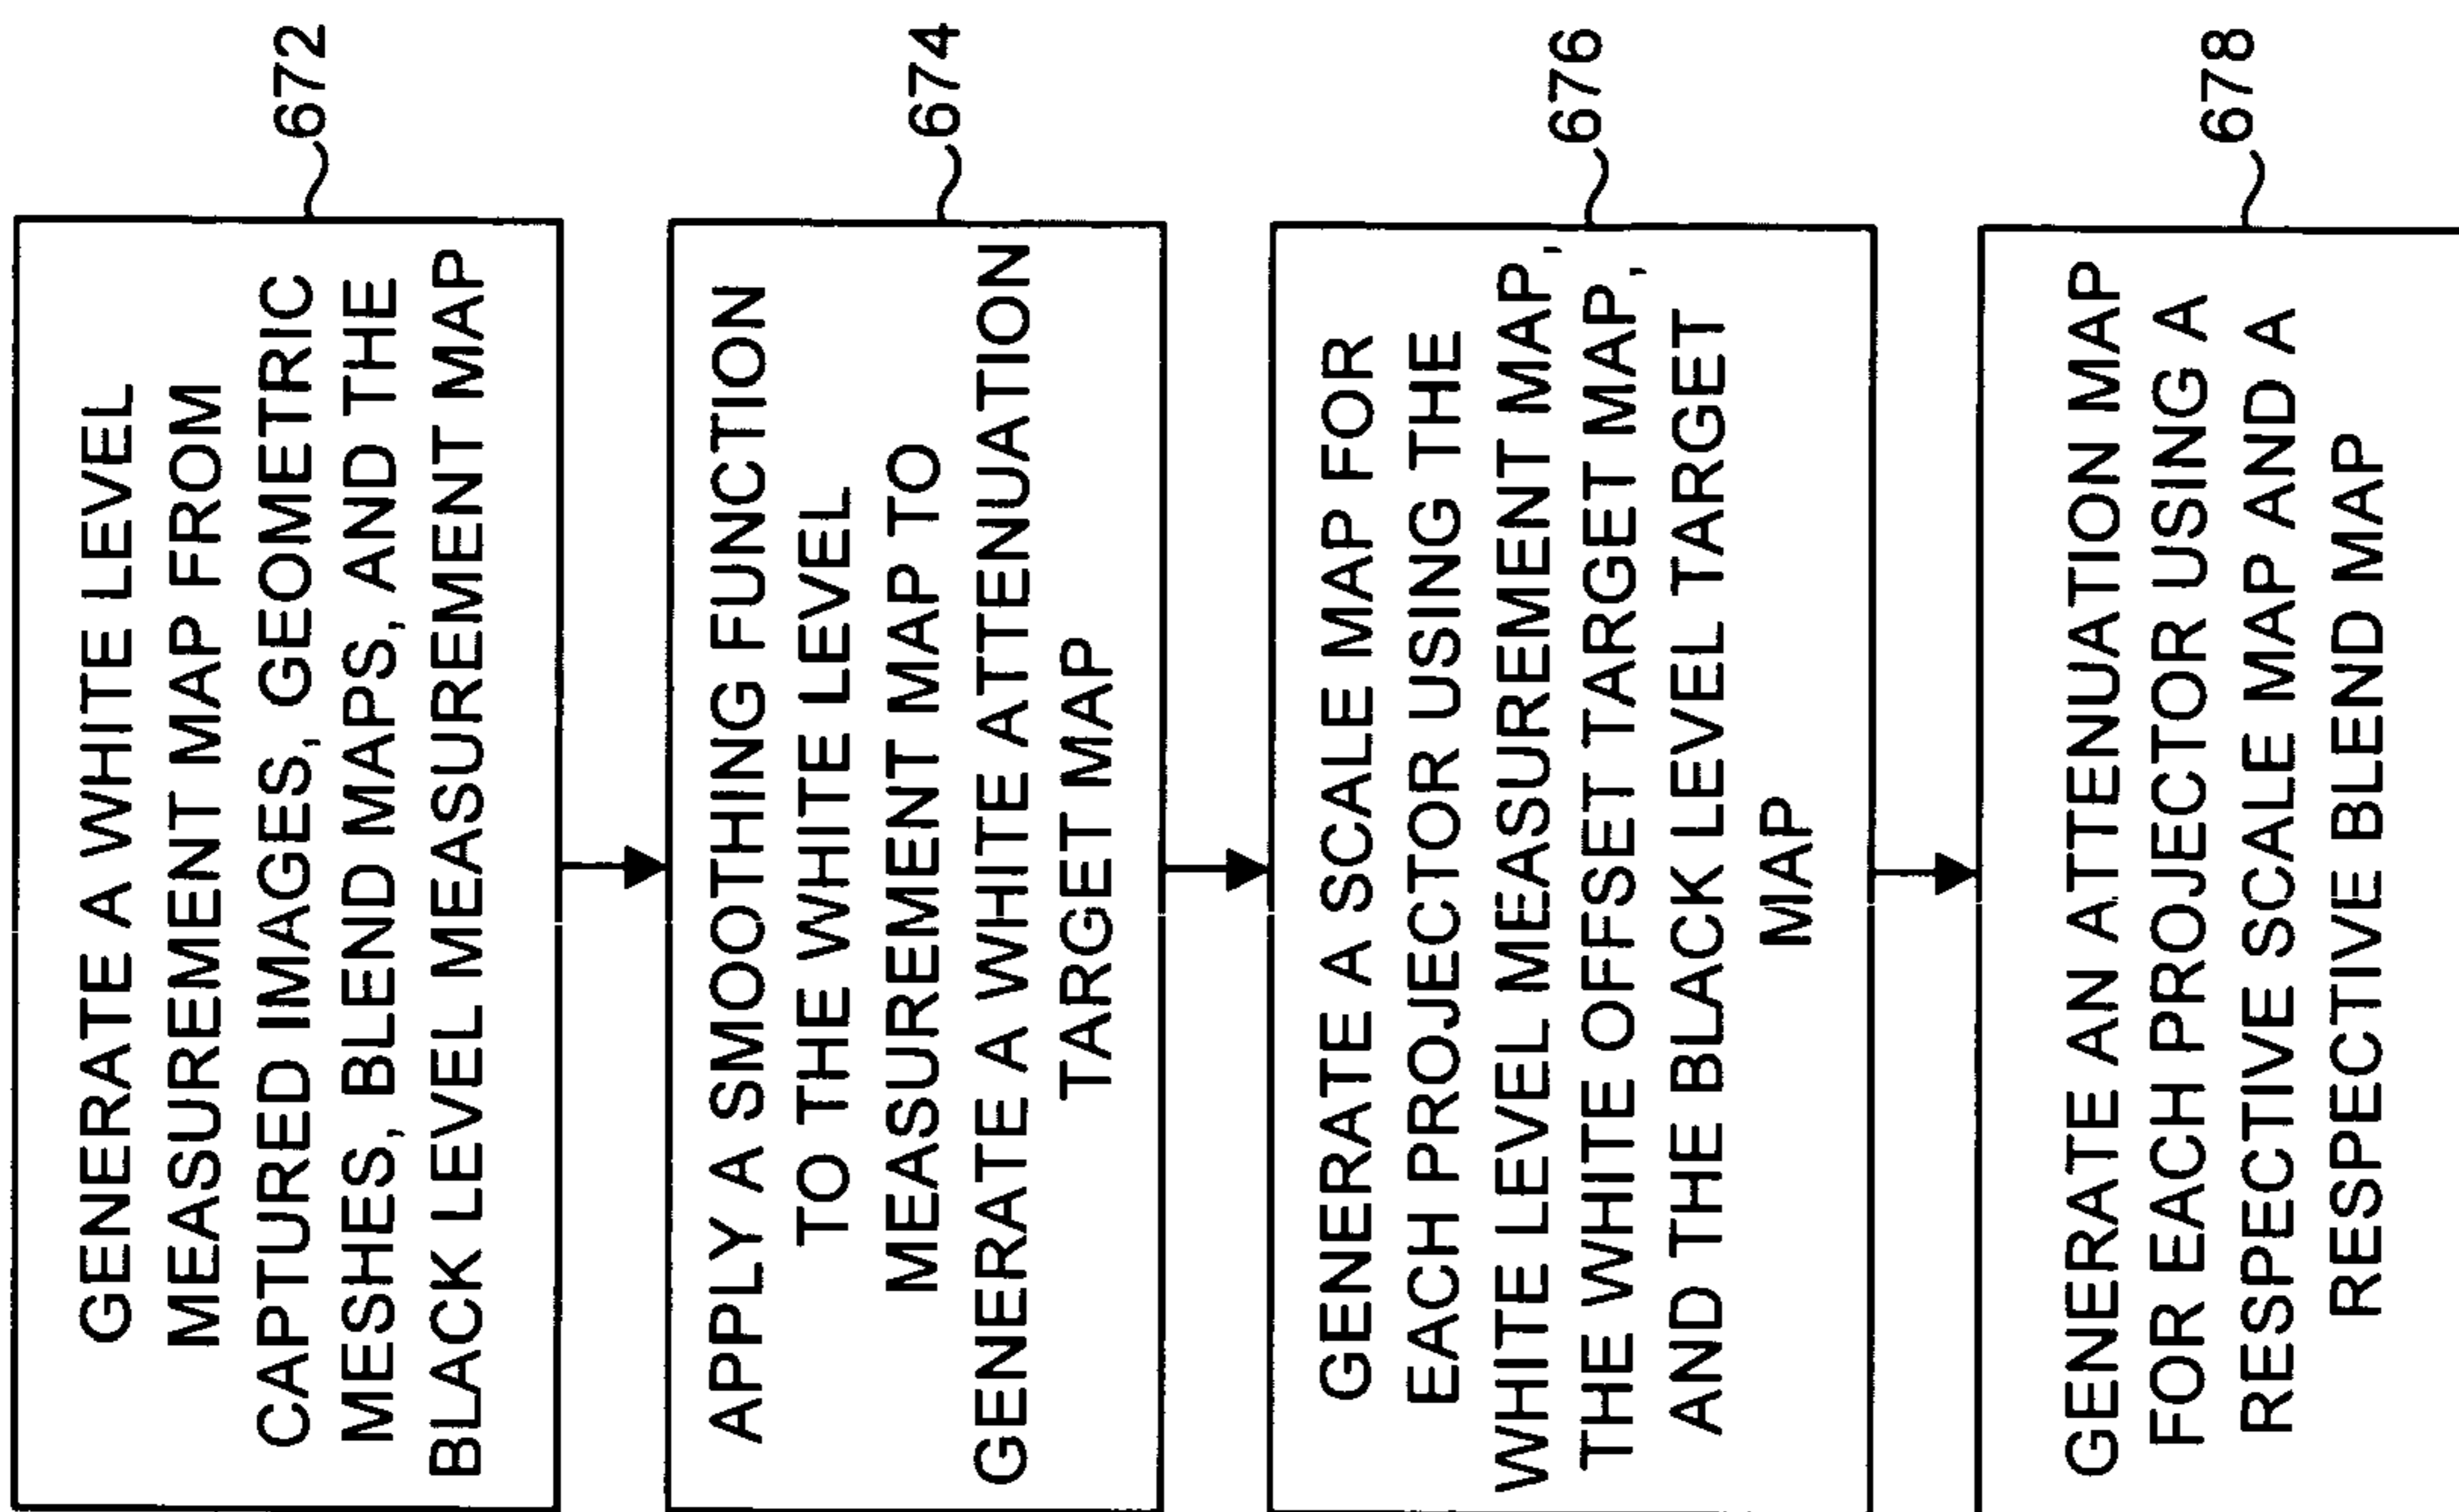 GENERATE A WHITE LEVEL
MEASUREMENT MAP FROM
CAPTURED IMAGES, GEOMETRIC
MESHES, BLEND MAPS, AND THE
BLACK LEVEL MEASUREMENT MAP
672
APPLY A SMOOTHING FUNCTION
TO THE WHITE LEVEL
MEASUREMENT MAP TO
GENERATE A WHITE ATTENUATION
TARGET MAP
674
GENERATE A SCALE MAP FOR
EACH PROJECTOR USING THE
WHITE LEVEL MEASUREMENT MAP,
THE WHITE OFFSET TARGET MAP,
AND THE BLACK LEVEL TARGET
MAP
676
GENERATE AN ATTENUATION MAP
FOR EACH PROJECTOR USING A
RESPECTIVE SCALE MAP AND A
RESPECTIVE BLEND MAP
678